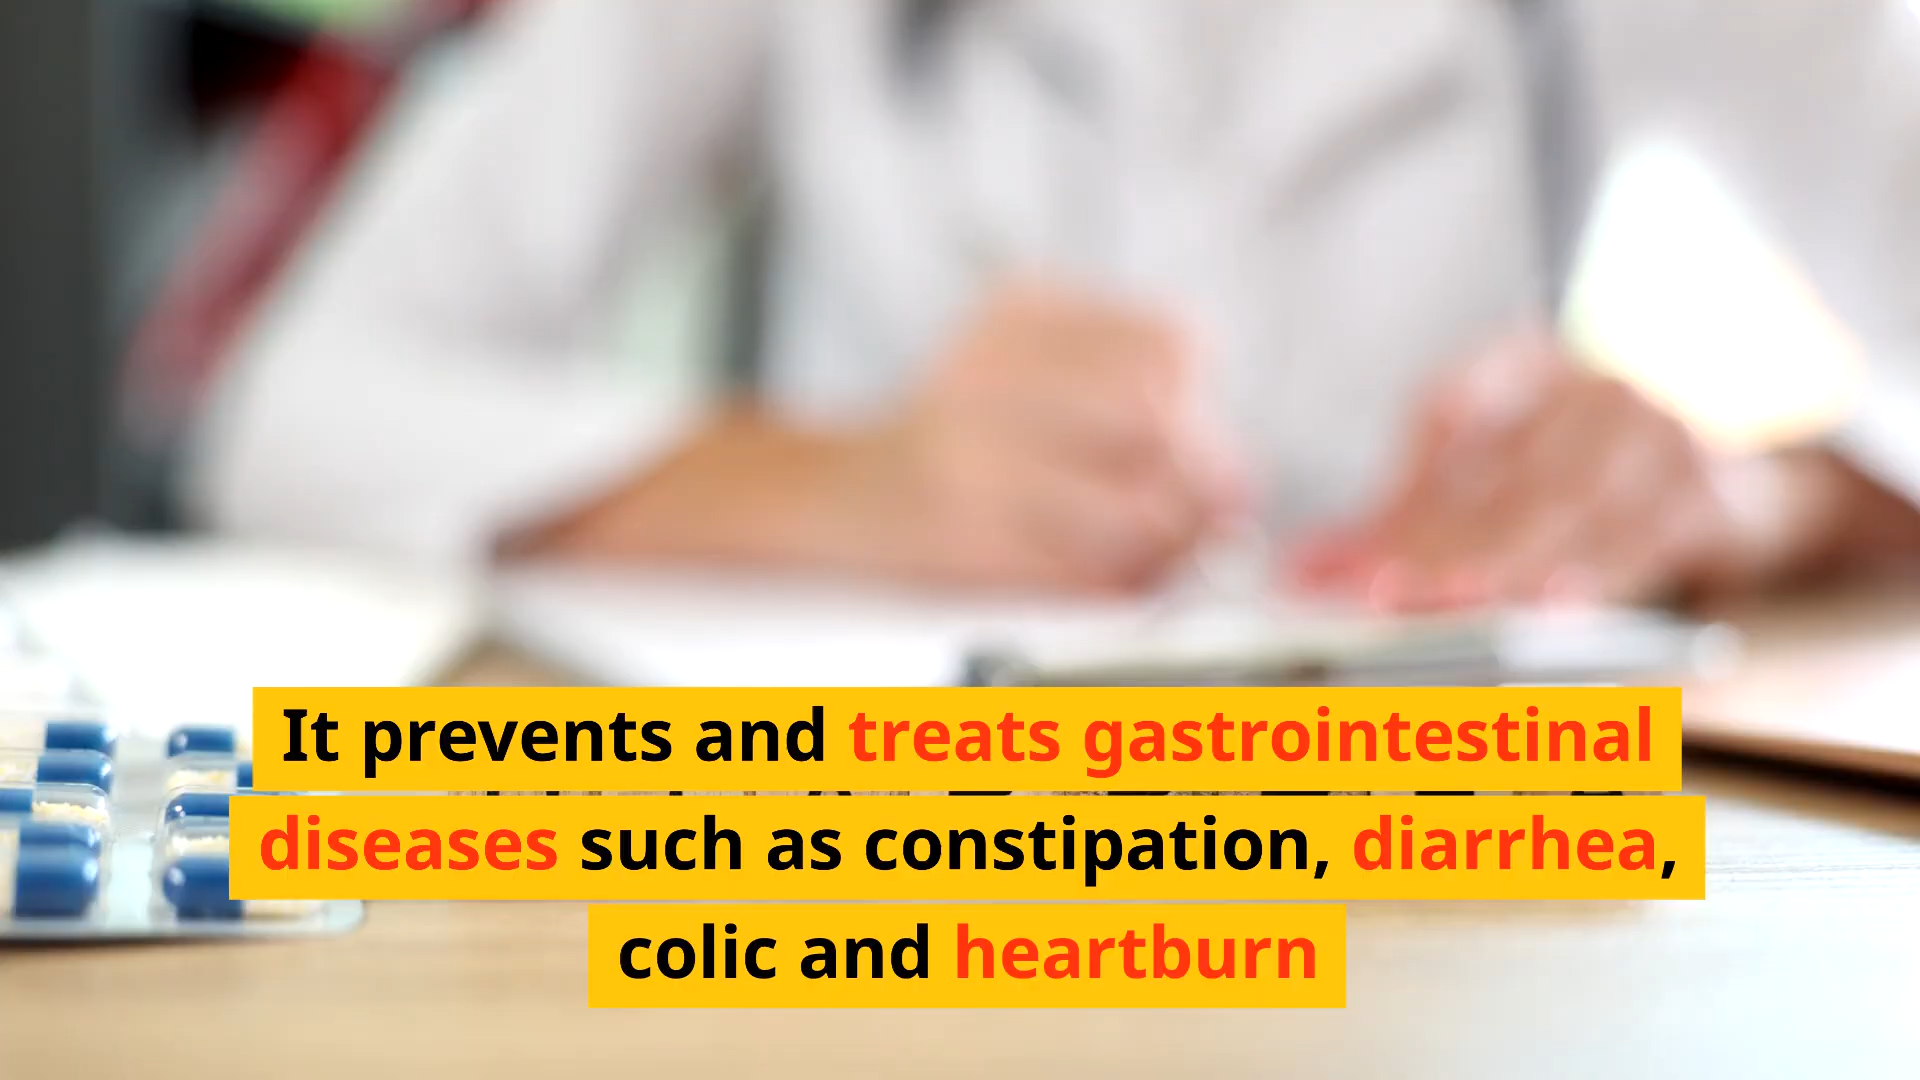 It prevents and treats gastrointestinal
diseases such as constipation, diarrhea,
colic and heartburn